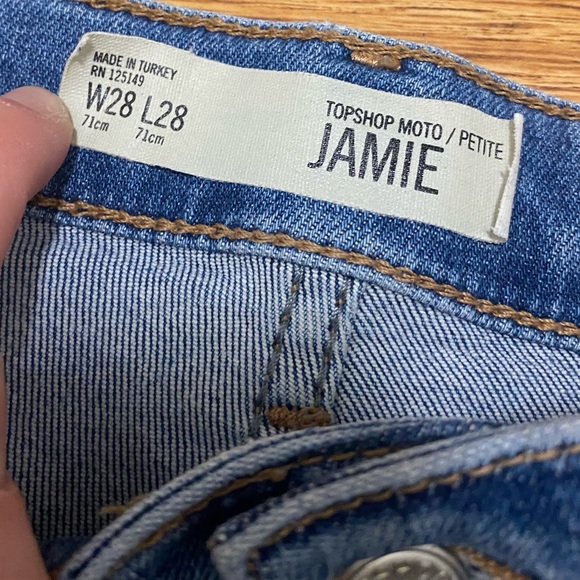 MADE IN TURKEY
RN 125149
W28 L28
71cm 71cm
TOPSHOP MOTO / PETITE
JAMIE